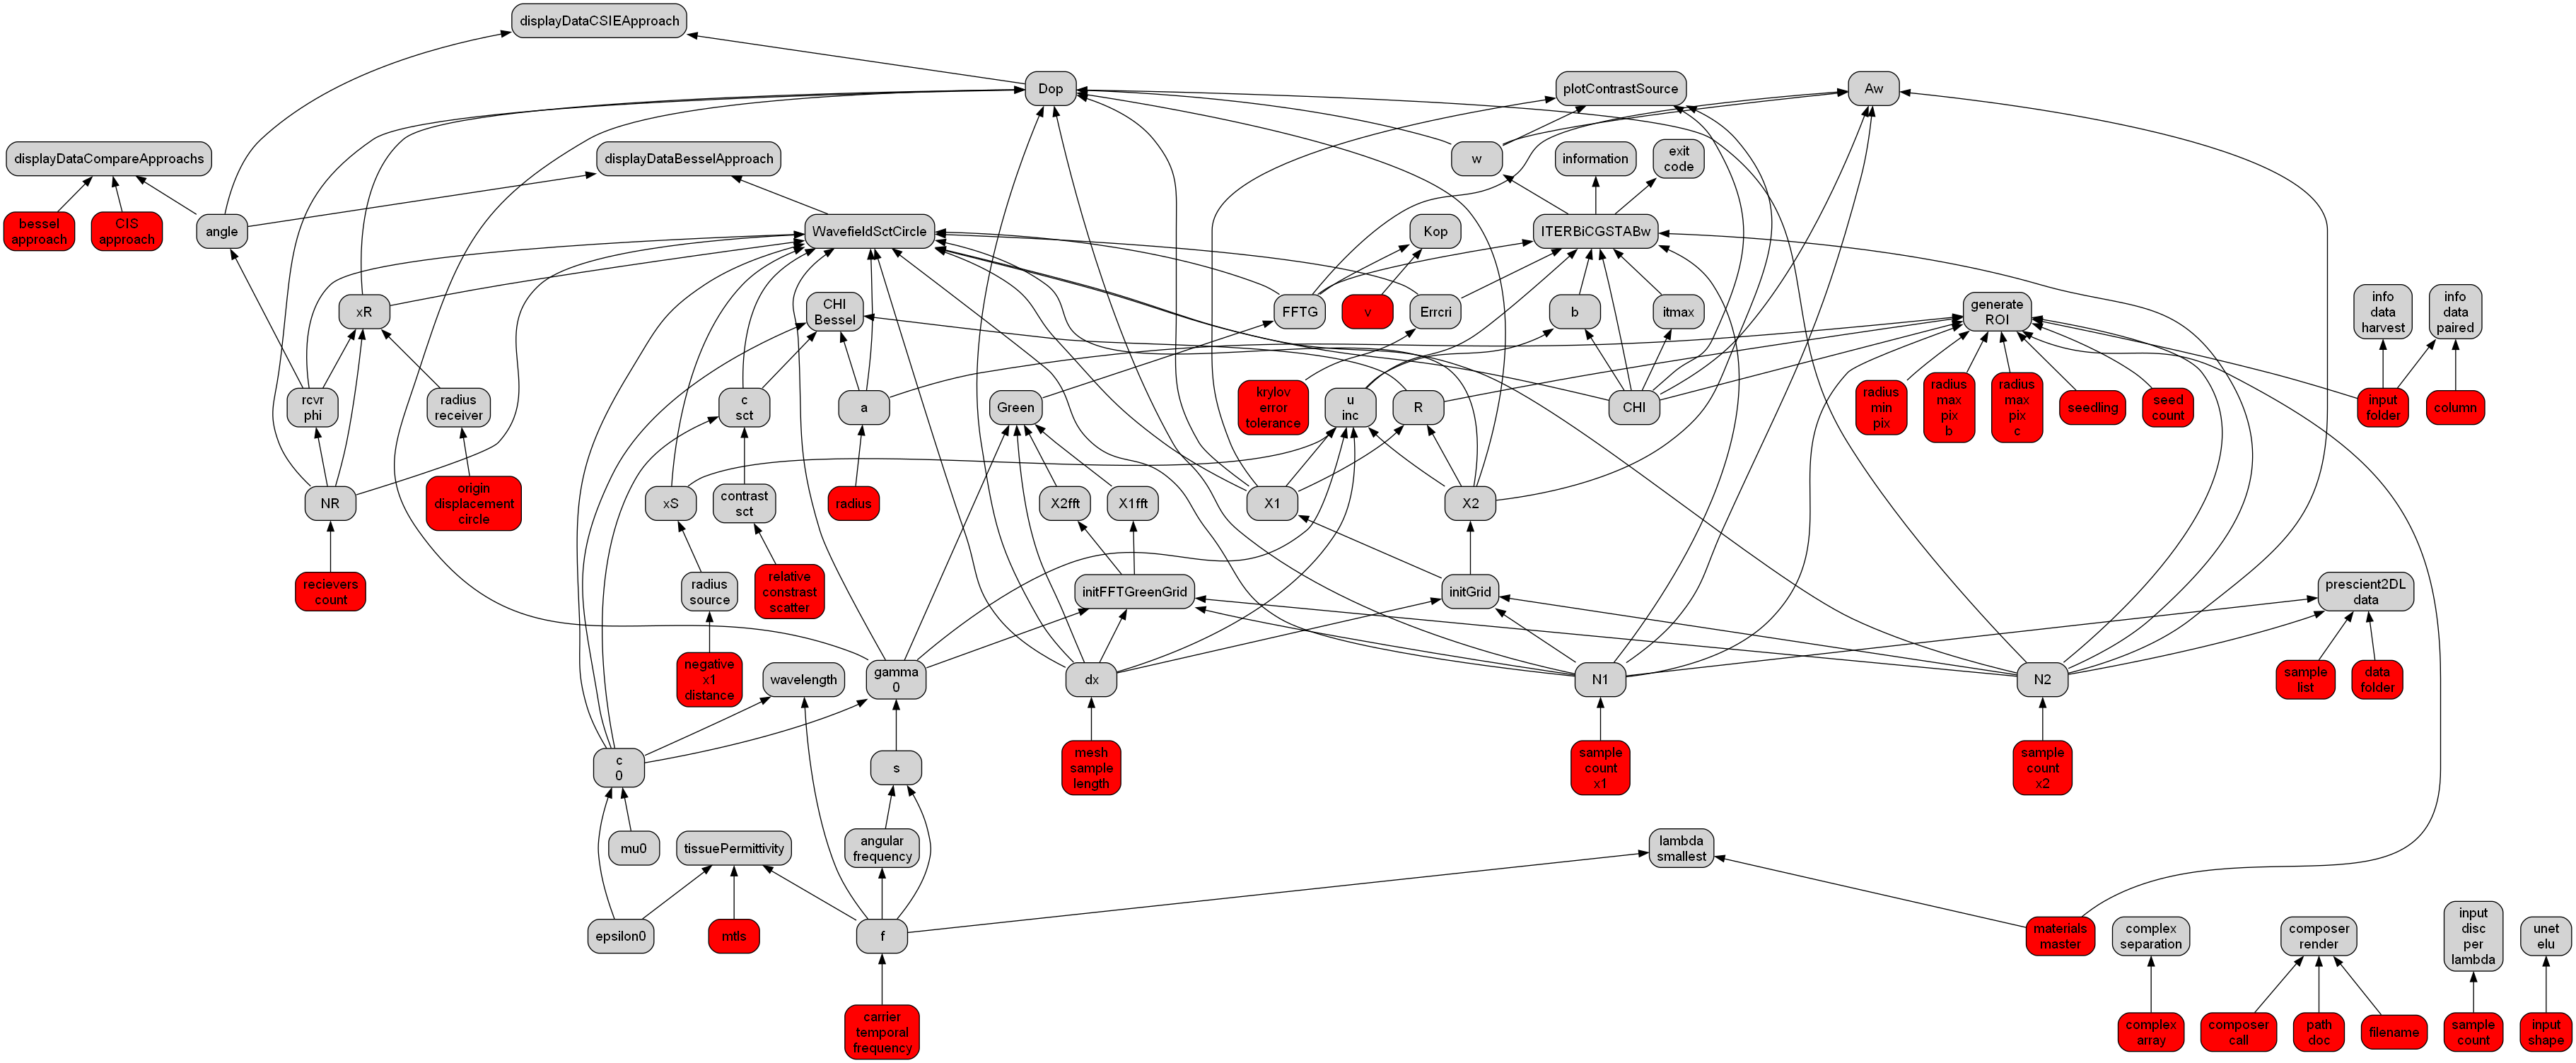 displayDataCSIEApproach
Dop
plotContrastSource
Aw
displayDataCompareApproachs
displayDataBesselApproach
w
information
exit
code
bessel
approach
CIS
approach
angle
WavefieldSctCircle
Kop
ITERBiCGSTABw
xR
CHI
Bessel
FFTG
v
Errcri
b
itmax
generate
ROI
info
data
harvest
info
data
paired
rcvr
phi
radius
receiver
c
sct
a
Green
krylov
error
tolerance
u
inc
R
CHI
radius
min
pix
radius
max
pix
b
radius
max
pix
c
seedling
seed
count
input
folder
column
NR
origin
displacement
circle
xS
contrast
sct
radius
X2fft
X1fft
X1
X2
recievers
count
radius
source
relative
constrast
scatter
initFFTGreenGrid
initGrid
prescient2DL
data
negative
x1
distance
wavelength
gamma
0
dx
N1
N2
sample
list
data
folder
c
0
s
mesh
sample
length
sample
count
x1
sample
count
x2
mu0
tissuePermittivity
angular
frequency
lambda
smallest
epsilon0
mtls
f
materials
master
complex
separation
composer
render
input
disc
per
lambda
unet
elu
carrier
temporal
frequency
complex
array
composer
call
path
doc
filename
sample
count
input
shape